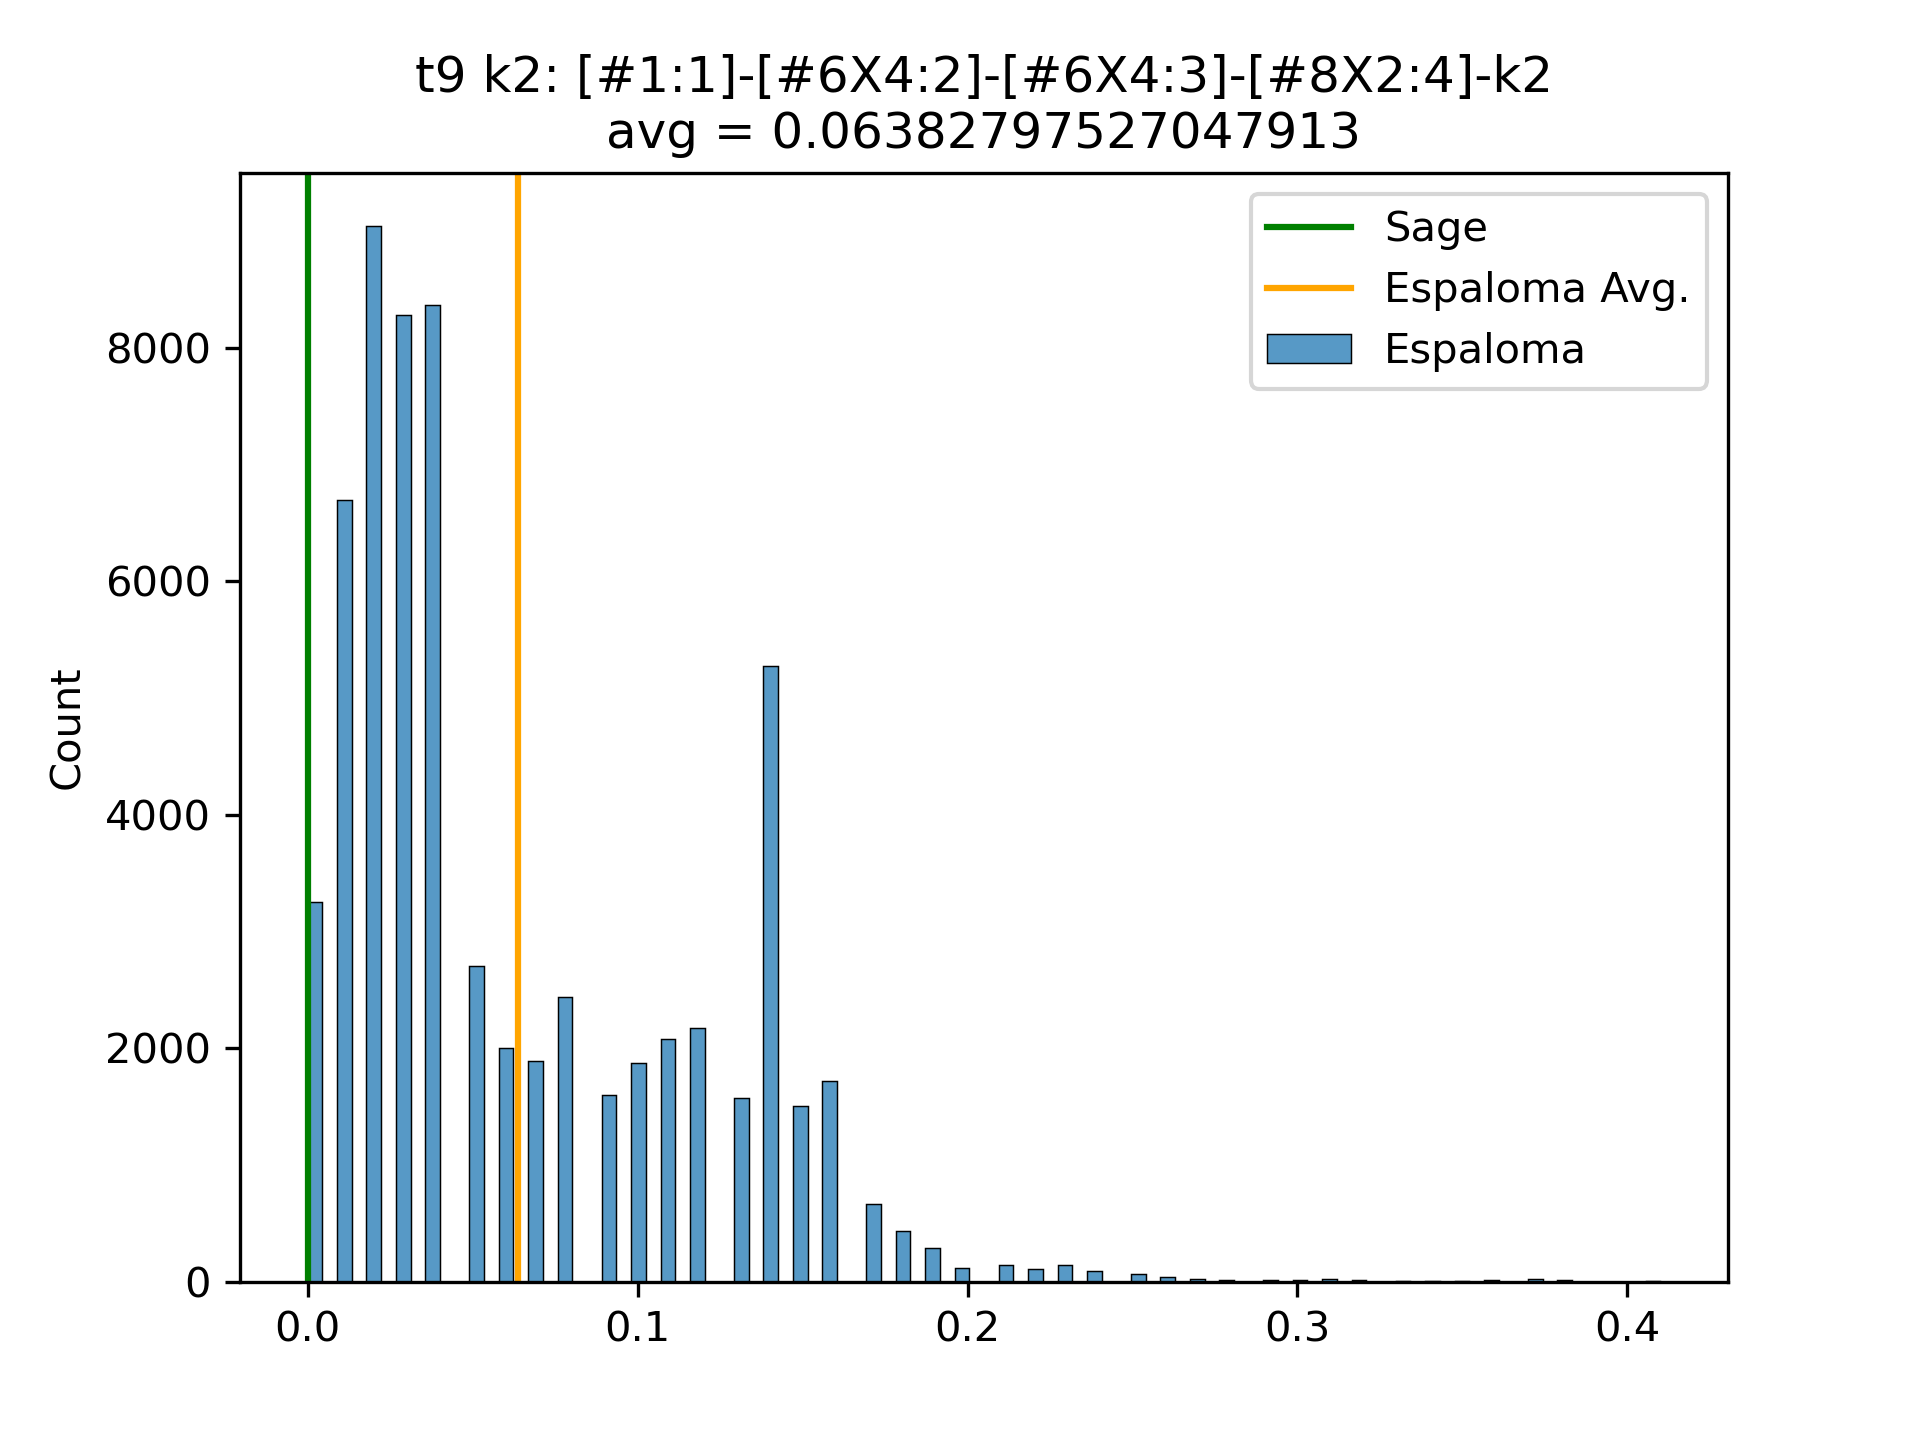 t9 k2: [#1:1]-[#6X4:2]-[#6X4:3]-[#8X2:4]-k2
avg = 0.06382797527047913
Sage
Espaloma Avg.
Espaloma
Count
8000
6000
4000
2000
0
0.0 0.1 0.2 0.3 0.4